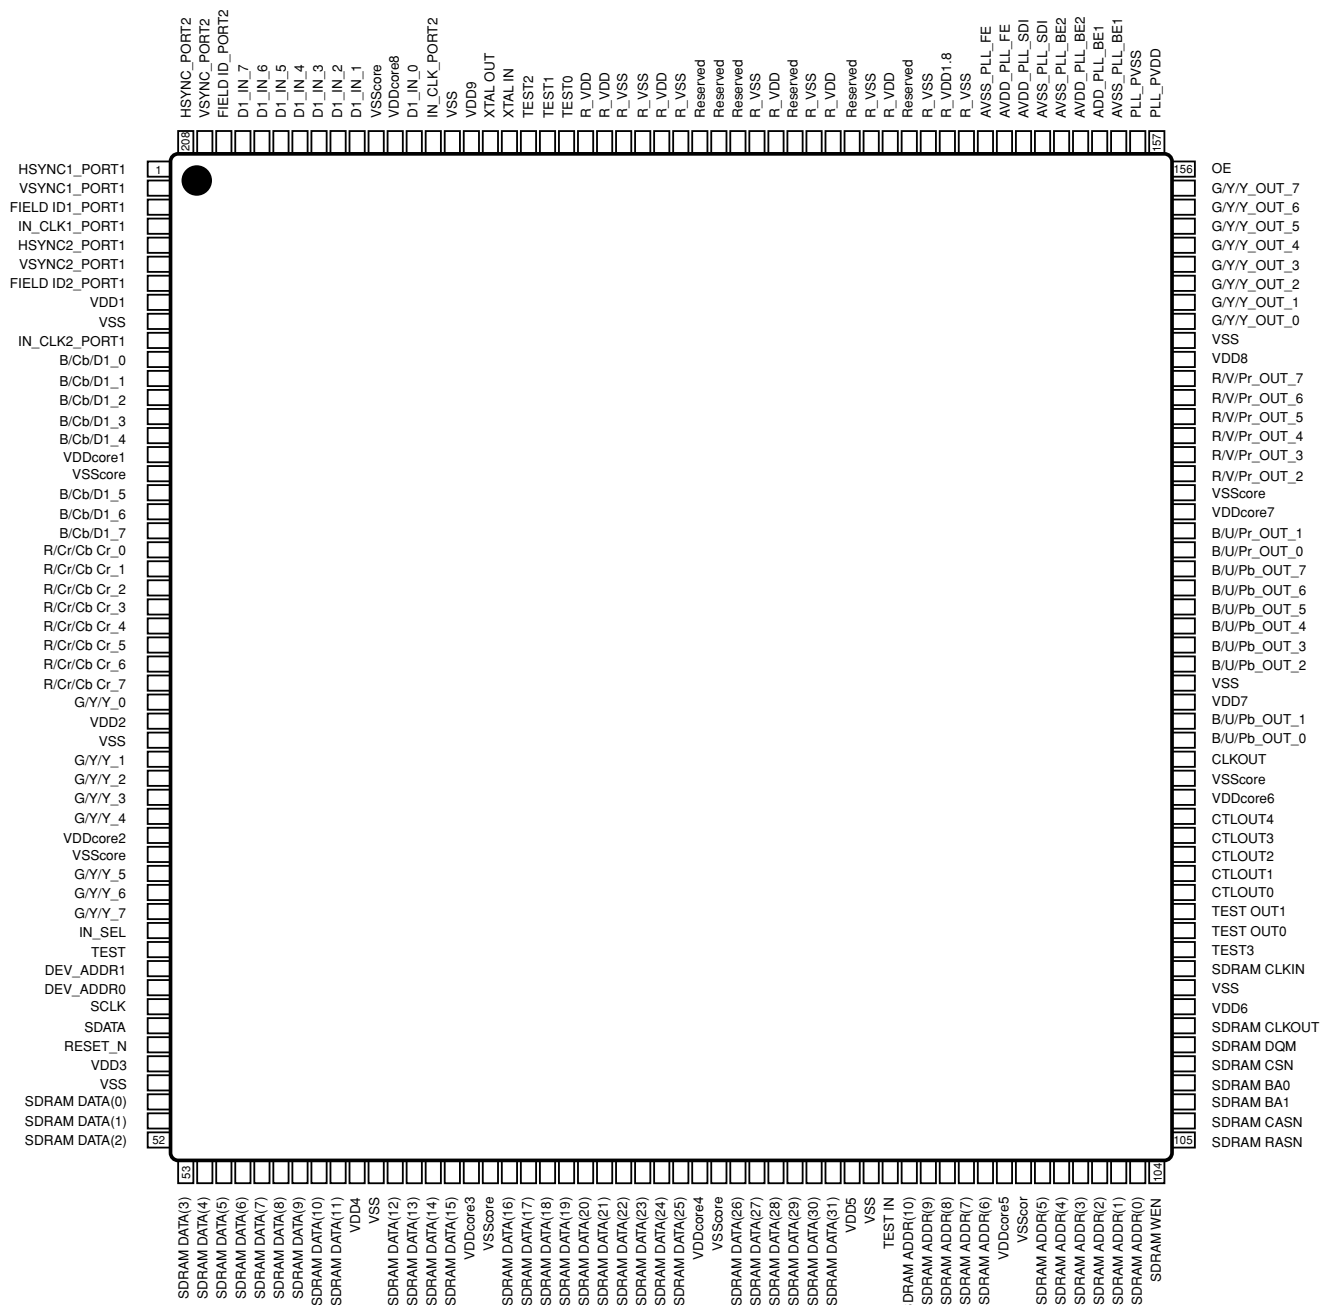 HSYNC_PORT2
VSYNC_PORT2
FIELD ID_PORT2
D1_IN_7
D1_IN_6
D1_IN_5
D1_IN_4
D1_IN_3
D1_IN_2
D1_IN_1
VSScore
VDDcore8
D1_IN_0
IN_CLK_PORT2
VSS
VDD9
XTAL OUT
XTAL IN
TEST2
TEST1
TEST0
R_VDD
R_VDD
R_VSS
R_VSS
R_VDD
R_VSS
Reserved
Reserved
Reserved
R_VSS
R_VDD
Reserved
R_VSS
R_VDD
Reserved
R_VSS
R_VDD
Reserved
R_VSS
R_VDD1.8
R_VSS
AVSS_PLL_FE
AVDD_PLL_FE
AVDD_PLL_SDI
AVSS_PLL_SDI
AVSS_PLL_BE2
AVDD_PLL_BE2
ADD_PLL_BE1
AVSS_PLL_BE1
PLL_PVSS
PLL_PVDD
208
157
HSYNC1_PORT1
VSYNC1_PORT1
FIELD ID1_PORT1
IN_CLK1_PORT1
HSYNC2_PORT1
VSYNC2_PORT1
FIELD ID2_PORT1
VDD1
VSS
IN_CLK2_PORT1
B/Cb/D1_0
B/Cb/D1_1
B/Cb/D1_2
B/Cb/D1_3
B/Cb/D1_4
VDDcore1
VSScore
B/Cb/D1_5
B/Cb/D1_6
B/Cb/D1_7
R/Cr/Cb Cr_0
R/Cr/Cb Cr_1
R/Cr/Cb Cr_2
R/Cr/Cb Cr_3
R/Cr/Cb Cr_4
R/Cr/Cb Cr_5
R/Cr/Cb Cr_6
R/Cr/Cb Cr_7
G/Y/Y_0
VDD2
VSS
G/Y/Y_1
G/Y/Y_2
G/Y/Y_3
G/Y/Y_4
VDDcore2
VSScore
G/Y/Y_5
G/Y/Y_6
G/Y/Y_7
IN_SEL
TEST
DEV_ADDR1
DEV_ADDR0
SCLK
SDATA
RESET_N
VDD3
VSS
SDRAM DATA(0)
SDRAM DATA(1)
SDRAM DATA(2)
1
52
156
105
OE
G/Y/Y_OUT_7
G/Y/Y_OUT_6
G/Y/Y_OUT_5
G/Y/Y_OUT_4
G/Y/Y_OUT_3
G/Y/Y_OUT_2
G/Y/Y_OUT_1
G/Y/Y_OUT_0
VSS
VDD8
R/V/Pr_OUT_7
R/V/Pr_OUT_6
R/V/Pr_OUT_5
R/V/Pr_OUT_4
R/V/Pr_OUT_3
R/V/Pr_OUT_2
VSScore
VDDcore7
B/U/Pr_OUT_1
B/U/Pr_OUT_0
B/U/Pb_OUT_7
B/U/Pb_OUT_6
B/U/Pb_OUT_5
B/U/Pb_OUT_4
B/U/Pb_OUT_3
B/U/Pb_OUT_2
VSS
VDD7
B/U/Pb_OUT_1
B/U/Pb_OUT_0
CLKOUT
VSScore
VDDcore6
CTLOUT4
CTLOUT3
CTLOUT2
CTLOUT1
CTLOUT0
TEST OUT1
TEST OUT0
TEST3
SDRAM CLKIN
VSS
VDD6
SDRAM CLKOUT
SDRAM DQM
SDRAM CSN
SDRAM BA0
SDRAM BA1
SDRAM CASN
SDRAM RASN
53
104
SDRAM DATA(3)
SDRAM DATA(4)
SDRAM DATA(5)
SDRAM DATA(6)
SDRAM DATA(7)
SDRAM DATA(8)
SDRAM DATA(9)
SDRAM DATA(10)
SDRAM DATA(11)
VDD4
VSS
SDRAM DATA(12)
SDRAM DATA(13)
SDRAM DATA(14)
SDRAM DATA(15)
VDDcore3
VSScore
SDRAM DATA(16)
SDRAM DATA(17)
SDRAM DATA(18)
SDRAM DATA(19)
SDRAM DATA(20)
SDRAM DATA(21)
SDRAM DATA(22)
SDRAM DATA(23)
SDRAM DATA(24)
SDRAM DATA(25)
VDDcore4
VSScore
SDRAM DATA(26)
SDRAM DATA(27)
SDRAM DATA(28)
SDRAM DATA(29)
SDRAM DATA(30)
SDRAM DATA(31)
VDD5
VSS
TEST IN
SDRAM ADDR(10)
SDRAM ADDR(9)
SDRAM ADDR(8)
SDRAM ADDR(7)
SDRAM ADDR(6)
VDDcore5
VSScor
SDRAM ADDR(5)
SDRAM ADDR(4)
SDRAM ADDR(3)
SDRAM ADDR(2)
SDRAM ADDR(1)
SDRAM ADDR(0)
SDRAM WEN